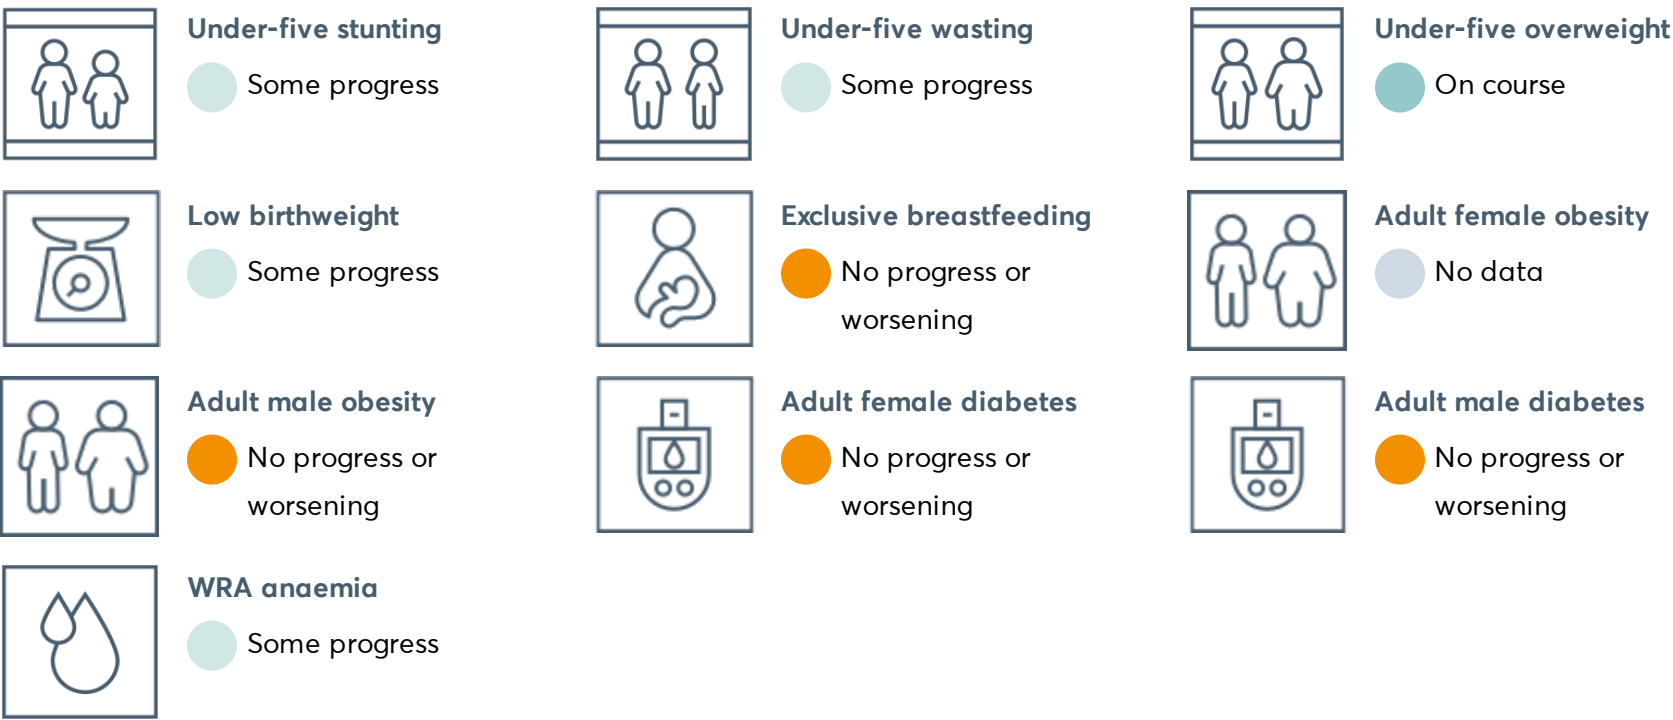 Under-five stunting
Some progress
Under-five wasting
Some progress
Under-five overweight
On course
Low birthweight
Some progress
Exclusive breastfeeding
No progress or
worsening
Adult female obesity
No data
Adult male obesity
No progress or
worsening
Adult female diabetes
No progress or
worsening
Adult male diabetes
No progress or
worsening
WRA anaemia
Some progress